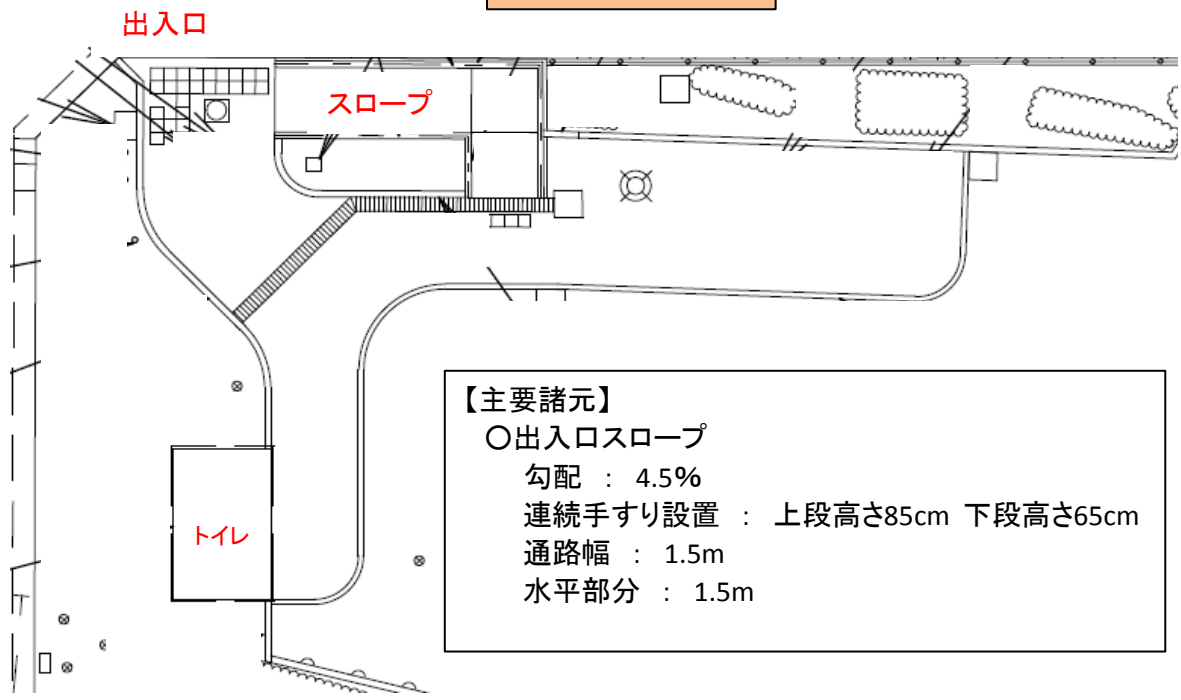 出入口
スロープ
トイレ
【主要諸元】
〇出入口スロープ
勾配 : 4.5%
連続手すり設置 : 上段高さ85cm 下段高さ65cm
通路幅 : 1.5m
水平部分 : 1.5m